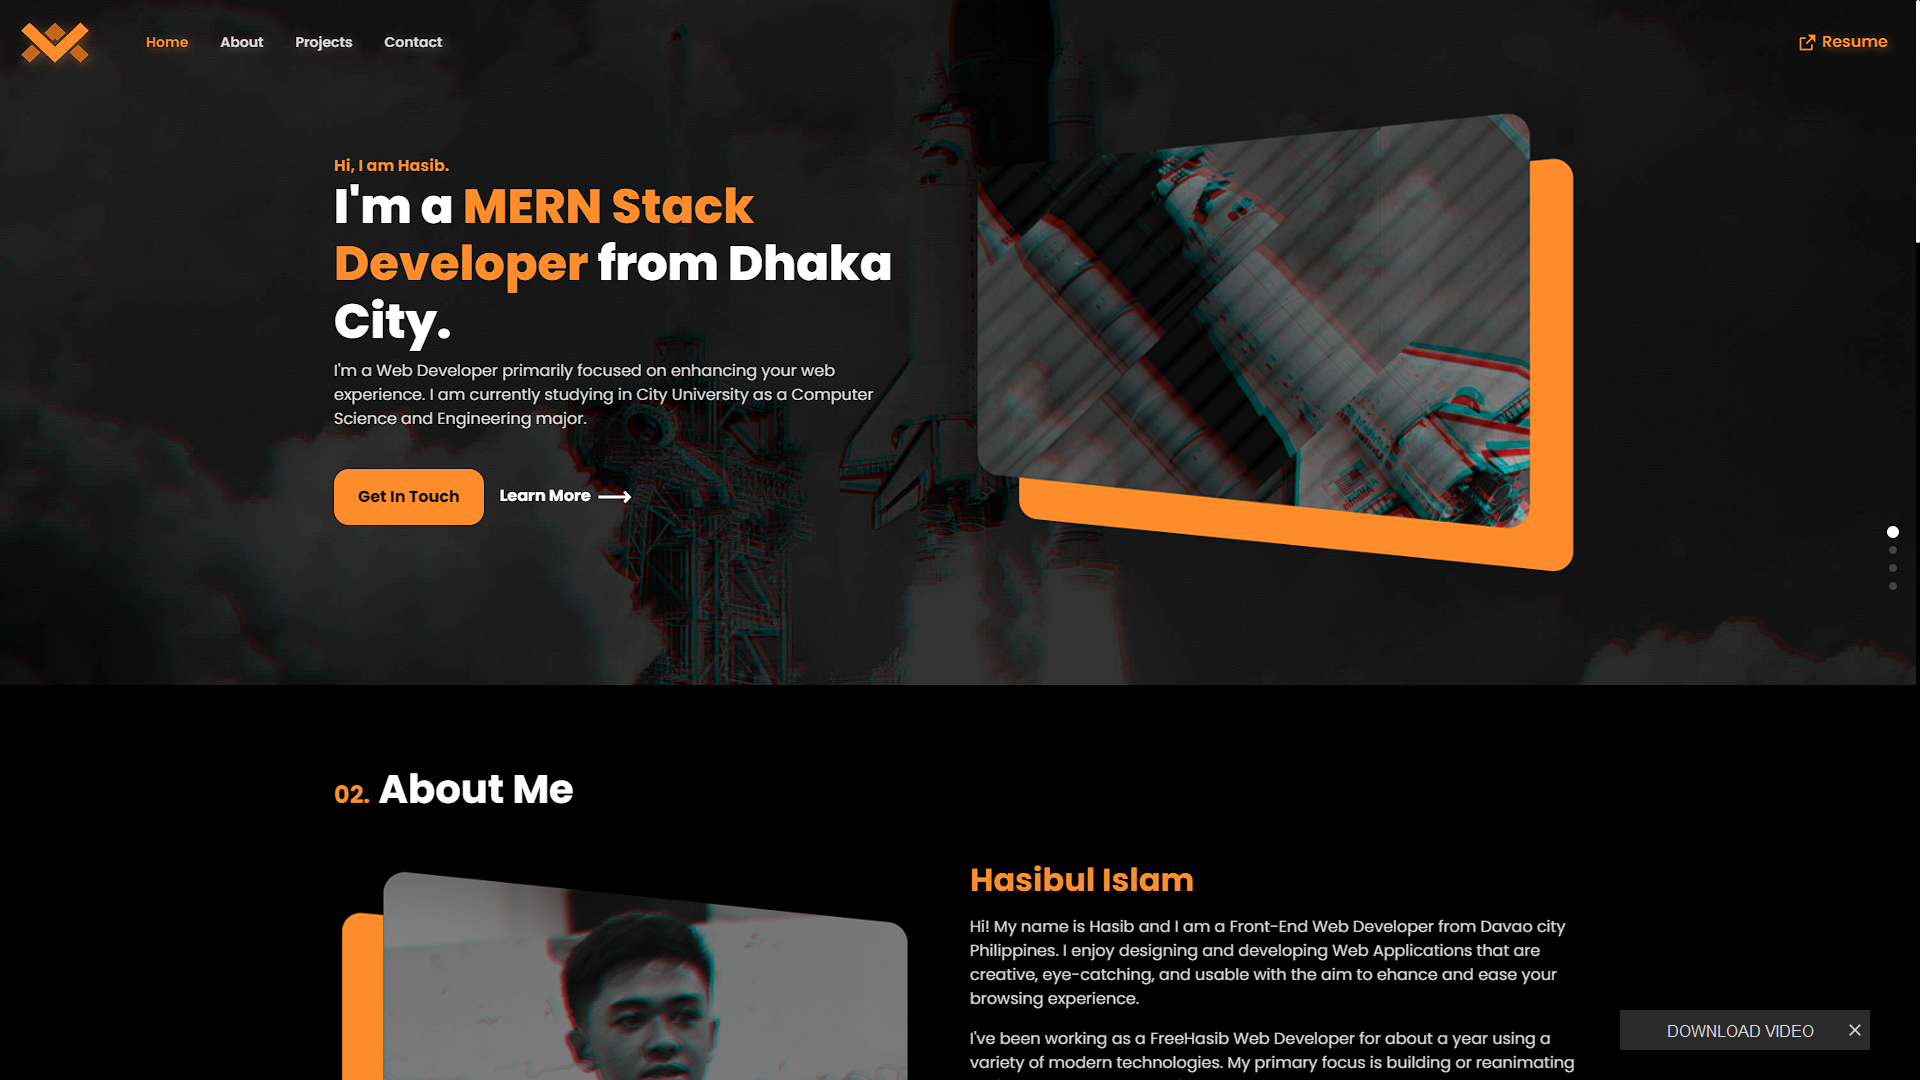 Home About Projects Contact
Resume
Hi, I am Hasib.
I'm a MERN Stack
Developer from Dhaka
City.
I'm a Web Developer primarily focused on enhancing your web
experience. I am currently studying in City University as a Computer
Science and Engineering major.
Get In Touch
Learn More
02. About Me
Hasibul Islam
Hi! My name is Hasib and I am a Front-End Web Developer from Davao city
Philippines. I enjoy designing and developing Web Applications that are
creative, eye-catching, and usable with the aim to ehance and ease your
browsing experience.
I've been working as a FreeHasib Web Developer for about a year using a
variety of modern technologies. My primary focus is building or reanimating
DOWNLOAD VIDEO